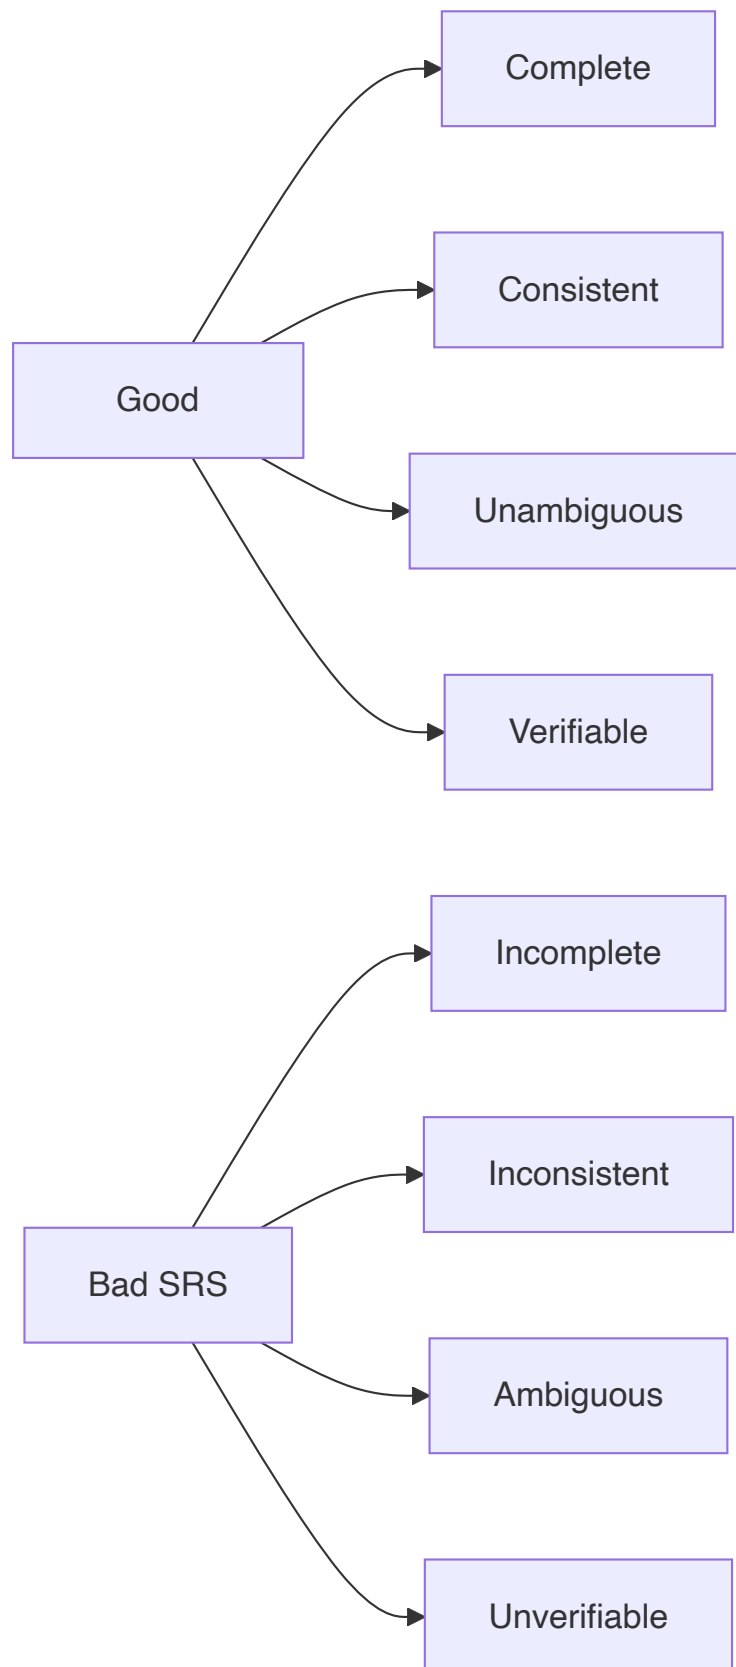 Complete
Consistent
Good
Unambiguous
Verifiable
Incomplete
Inconsistent
Bad SRS
Ambiguous
Unverifiable